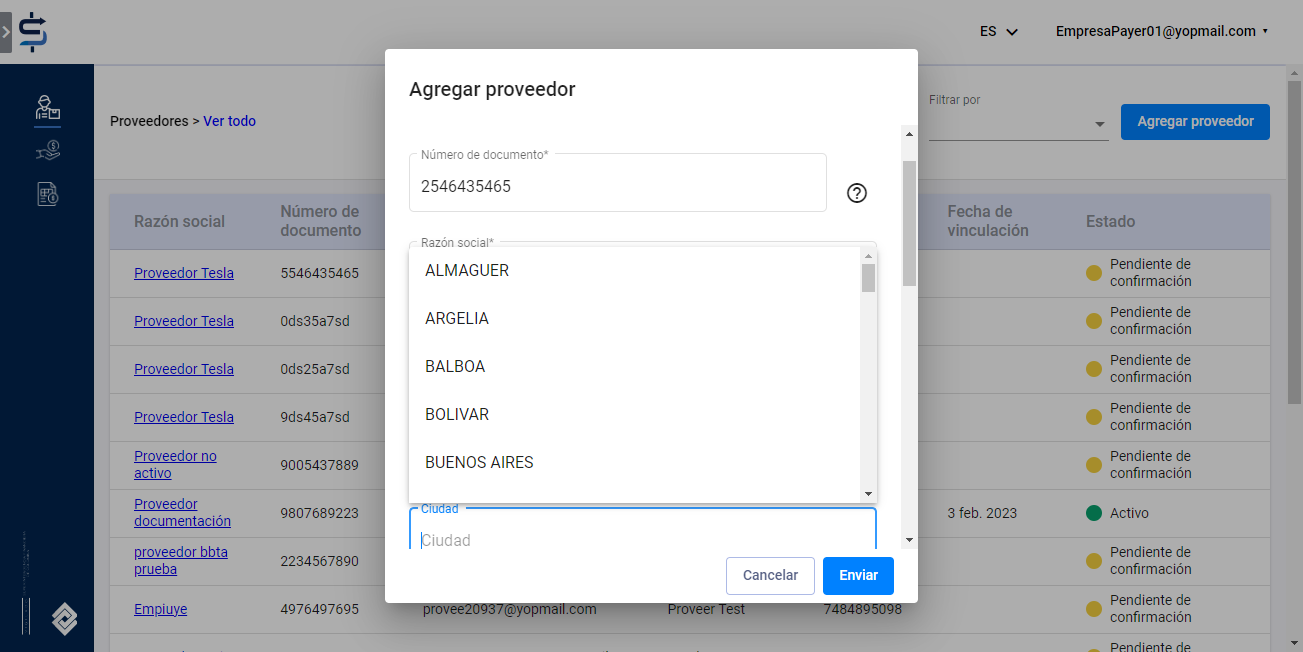 ES
EmpresaPayer01@yopmail.com
Agregar proveedor
Proveedores > Ver todo
Filtrar por
Agregar proveedor
Número de documento*
2546435465
Razón social*
ALMAGUER
ARGELIA
BALBOA
BOLIVAR
BUENOS AIRES
Ciudad
Ciudad
Cancelar
Enviar
Razón social
Número de
documento
Fecha de
vinculación
Estado
Proveedor Tesla
5546435465
Pendiente de
confirmación
Proveedor Tesla
0ds35a7sd
Pendiente de
confirmación
Proveedor Tesla
0ds25a7sd
Pendiente de
confirmación
Proveedor Tesla
9ds45a7sd
Pendiente de
confirmación
Proveedor no
activo
9005437889
Pendiente de
confirmación
Proveedor
documentación
9807689223
3 feb. 2023
Activo
proveedor bbta
prueba
2234567890
Pendiente de
confirmación
Empiuye
4976497695
provee20937@yopmail.com
Proveer Test
7484895098
Pendiente de
confirmación
Pendiente de